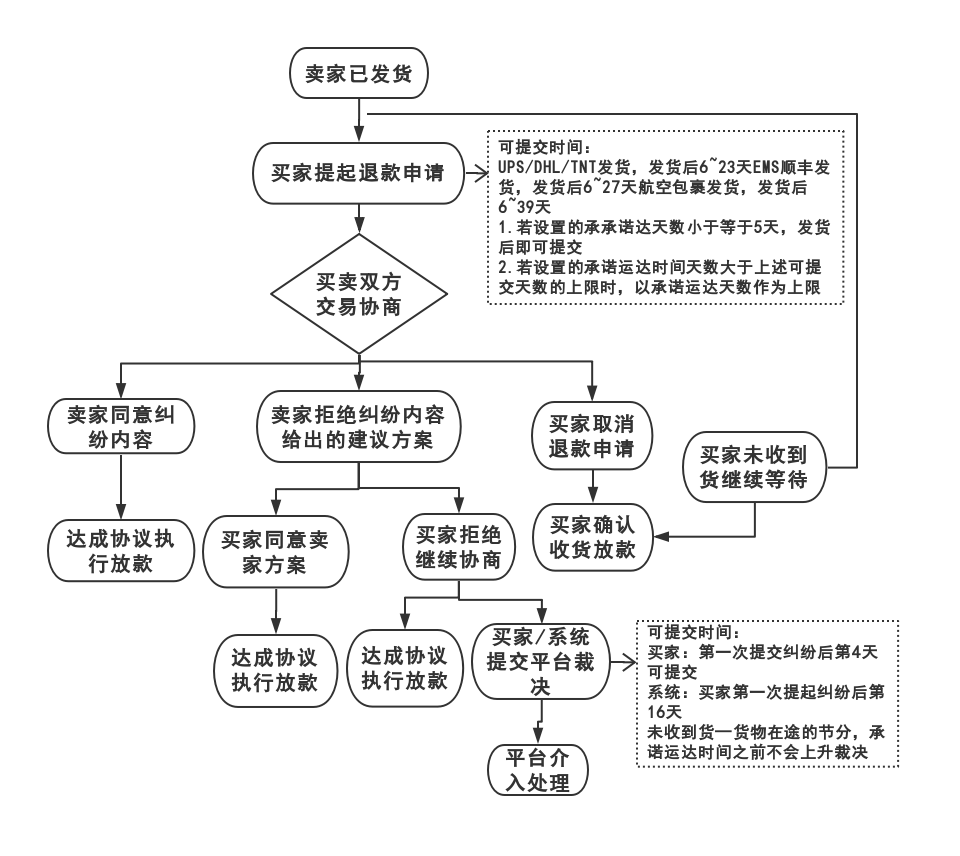 卖家已发货
买家提起退款申请
可提交时间：
UPS/DHL/TNT发货，发货后6~23天EMS顺丰发
货，发货后6~27天航空包裹发货，发货后
6~39天
1.若设置的承承诺达天数小于等于5天，发货
后即可提交
2.若设置的承诺运达时间天数大于上述可提
交天数的上限时，以承诺运达天数作为上限
买卖双方
交易协商
卖家同意纠
纷内容
卖家拒绝纠纷内容
给出的建议方案
买家取消
退款申请
买家未收到
货继续等待
达成协议执
行放款
买家同意卖
家方案
买家拒绝
继续协商
买家确认
收货放款
达成协议
执行放款
达成协议
执行放款
买家/系统
提交平台裁
决
可提交时间：
买家：第一次提交纠纷后第4天
可提交
系统：买家第一次提起纠纷后第
16天
未收到货一货物在途的节分，承
诺运达时间之前不会上升裁决
平台介
入处理